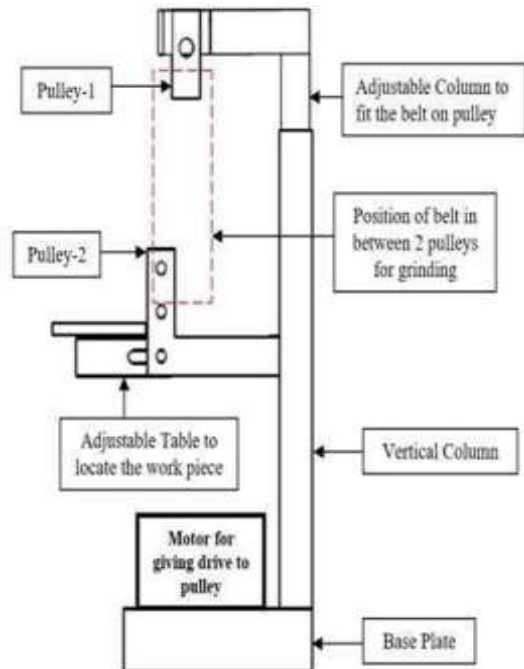 Pulley-1
Adjustable Column to
fit the belt on pulley
Position of belt in
between 2 pulleys
for grinding
Pulley-2
Adjustable Table to
locate the work piece
Vertical Column
Motor for
giving drive to
pulley
Base Plate